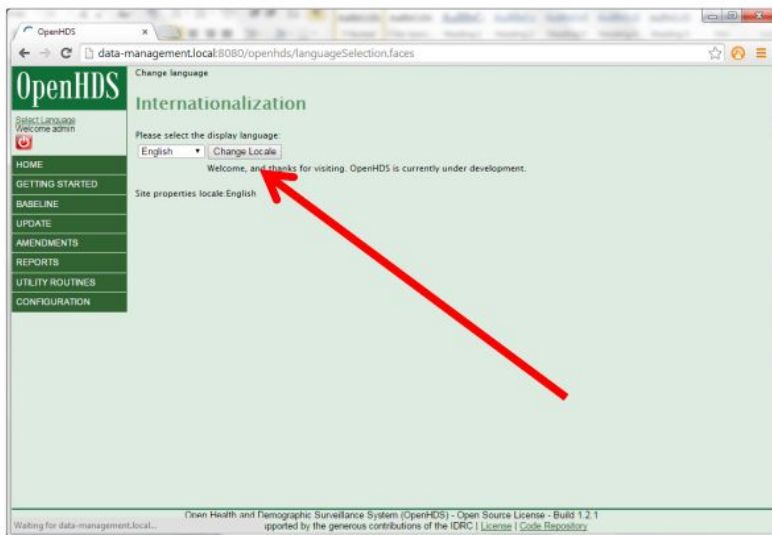 OpenHDS
data-management.local:8080/openhds/languageSelection.faces
OpenHDS
Select Language
Welcome admin
HOME
GETTING STARTED
BASELINE
UPDATE
AMENDMENTS
REPORTS
UTILITY ROUTINES
CONFIGURATION
Change language
Internationalization
Please select the display language:
English Change Locale
Welcome, and thanks for visiting. OpenHDS is currently under development.
Site properties locale:English
Open Health and Demographic Surveillance System (OpenHDS) - Open Source License - Build 1.2.1
Waiting for data-management.local... pported by the generous contributions of the IDRC | License | Code Repository